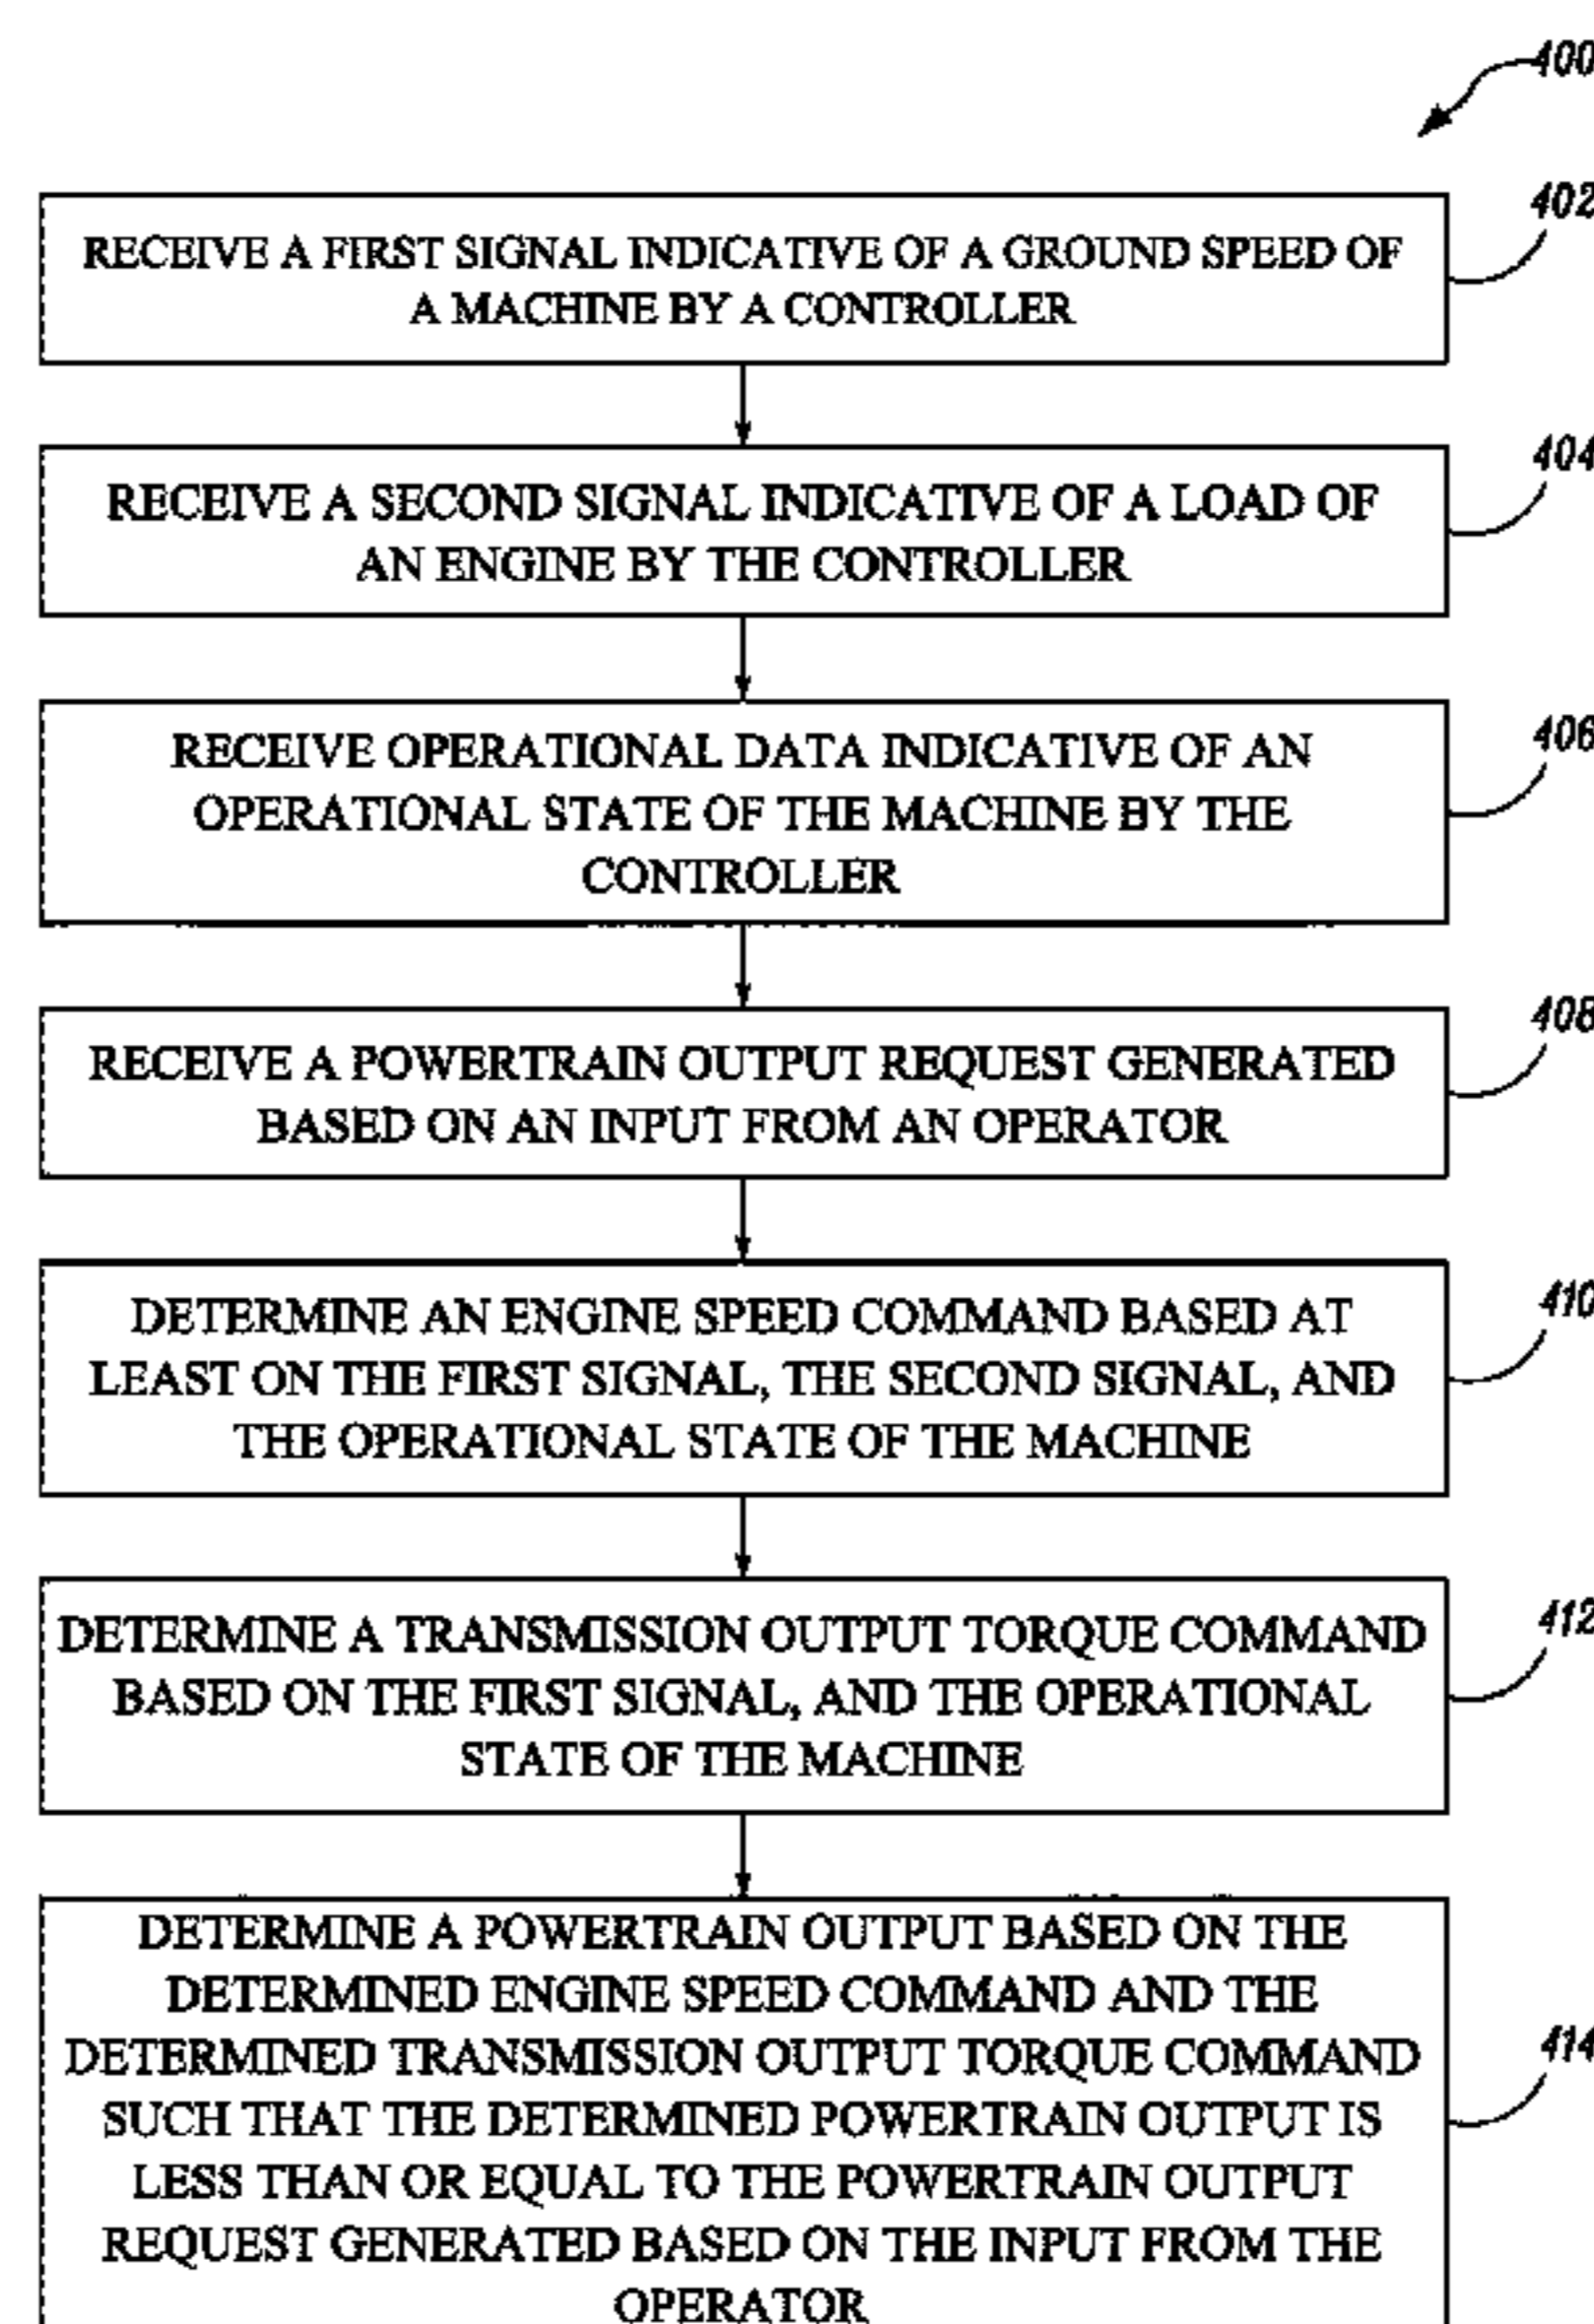 400
402
RECEIVE A FIRST SIGNAL INDICATIVE OF A GROUND SPEED OF
A MACHINE BY A CONTROLLER
404
RECEIVE A SECOND SIGNAL INDICATIVE OF A LOAD OF
AN ENGINE BY THE CONTROLLER
406
RECEIVE OPERATIONAL DATA INDICATIVE OF AN
OPERATIONAL STATE OF THE MACHINE BY THE
CONTROLLER
408
RECEIVE A POWERTRAIN OUTPUT REQUEST GENERATED
BASED ON AN INPUT FROM AN OPERATOR
410
DETERMINE AN ENGINE SPEED COMMAND BASED AT
LEAST ON THE FIRST SIGNAL, THE SECOND SIGNAL, AND
THE OPERATIONAL STATE OF THE MACHINE
412
DETERMINE A TRANSMISSION OUTPUT TORQUE COMMAND
BASED ON THE FIRST SIGNAL, AND THE OPERATIONAL
STATE OF THE MACHINE
414
DETERMINE A POWERTRAIN OUTPUT BASED ON THE
DETERMINED ENGINE SPEED COMMAND AND THE
DETERMINED TRANSMISSION OUTPUT TORQUE COMMAND
SUCH THAT THE DETERMINED POWERTRAIN OUTPUT IS
LESS THAN OR EQUAL TO THE POWERTRAIN OUTPUT
REQUEST GENERATED BASED ON THE INPUT FROM THE
OPERATOR